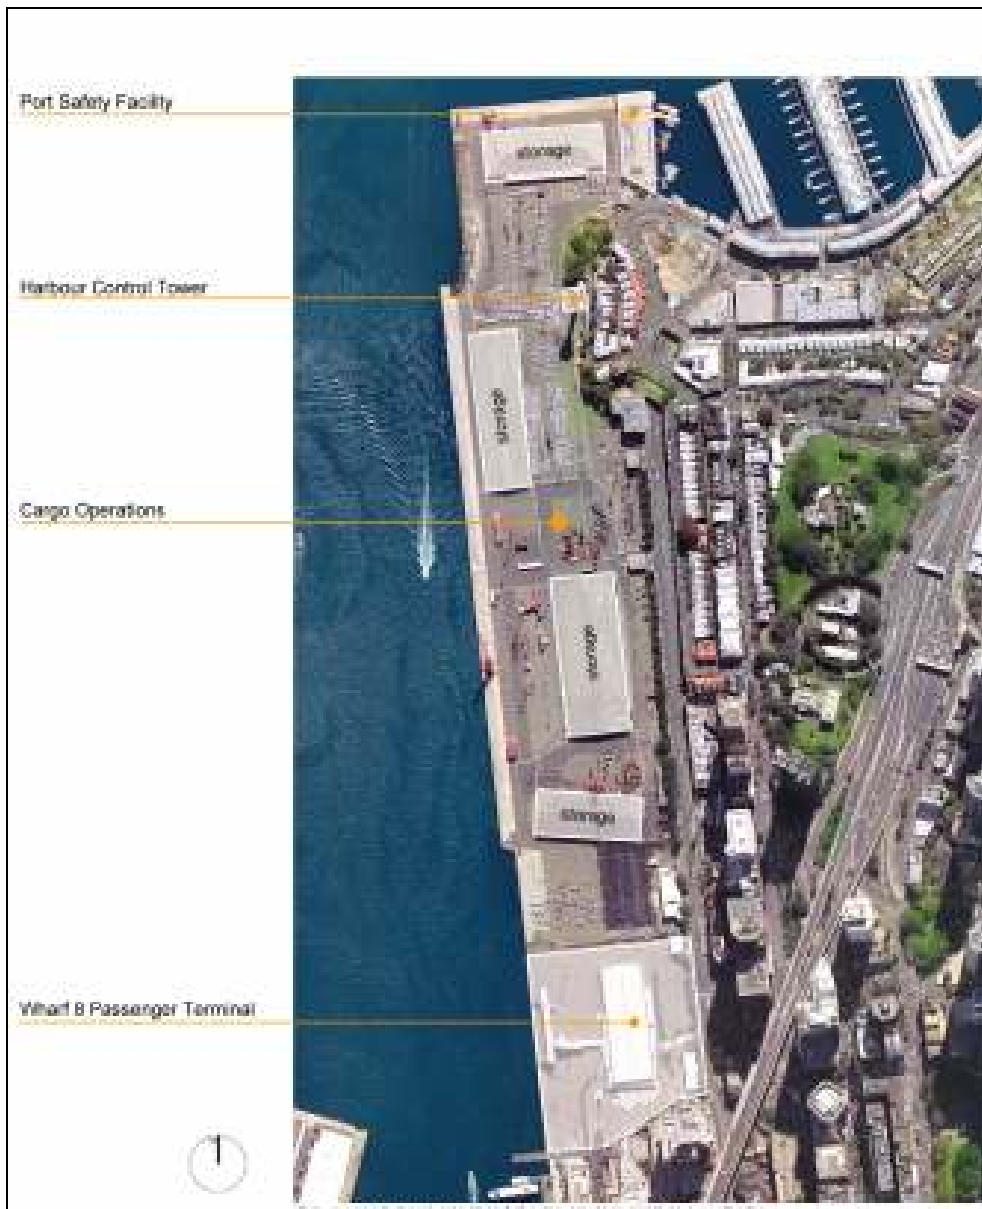 Port Safety Facility
storage
Harbour Control Tower
storage
Cargo Operations
storage
storage
Wharf 8 Passenger Terminal